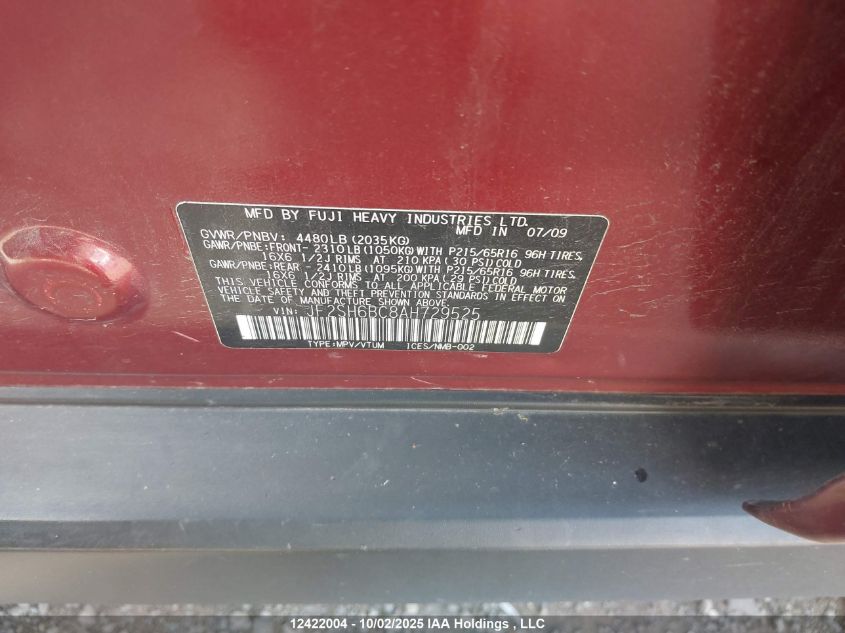 MFD BY FUJI HEAVY INDUSTRIES LTD.
MFD IN 07/09
GVWR/PNBV: 4480LB (2035KG)
GAWR/PNBE:FRONT- 2310LB(1050KG)WITH P215/65R16 96H TIRES,
16X6 1/2J RIMS AT 210 KPA(30 PSI)COLD
GAWR/PNBE:REAR - 2410LB(1095KG)WITH P215/65R16 96H TIRES,
16X6 1/2J RIMS AT 200 KPA(29 PSI)COLD
THIS VEHICLE CONFORMS TO ALL APPLICABLE FEDERAL MOTOR
VEHICLE SAFETY AND THEFT PREVENTION STANDARDS IN EFFECT ON
THE DATE OF MANUFACTURE SHOWN ABOVE.
VIN: JF2SH6BC8AH729525
TYPE:MPV/VTUM ICES/NMB-002
12422004 - 10/02/2025 IAA Holdings, LLC